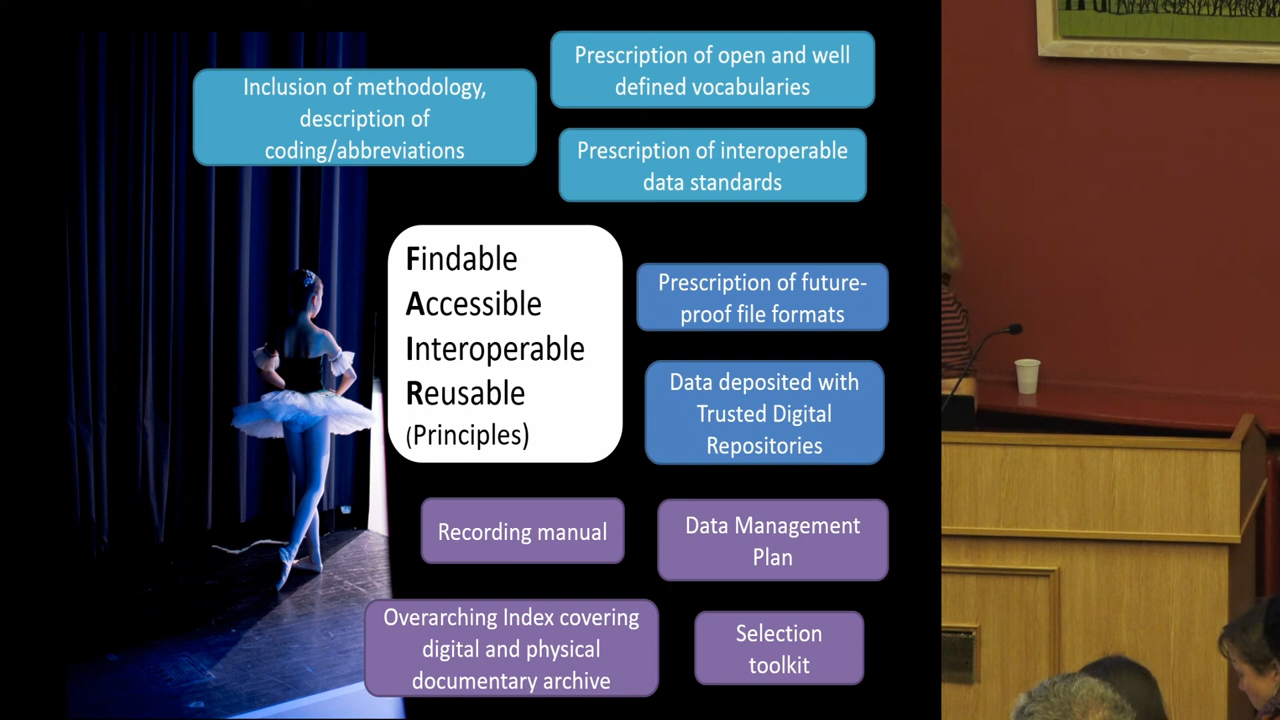 Inclusion of methodology,
description of
coding/abbreviations
Prescription of open and well
defined vocabularies
Prescription of interoperable
data standards
Findable
Accessible
Interoperable
Reusable
(Principles)
Prescription of future-
proof file formats
Data deposited with
Trusted Digital
Repositories
Recording manual
Data Management
Plan
Overarching Index covering
digital and physical
documentary archive
Selection
toolkit